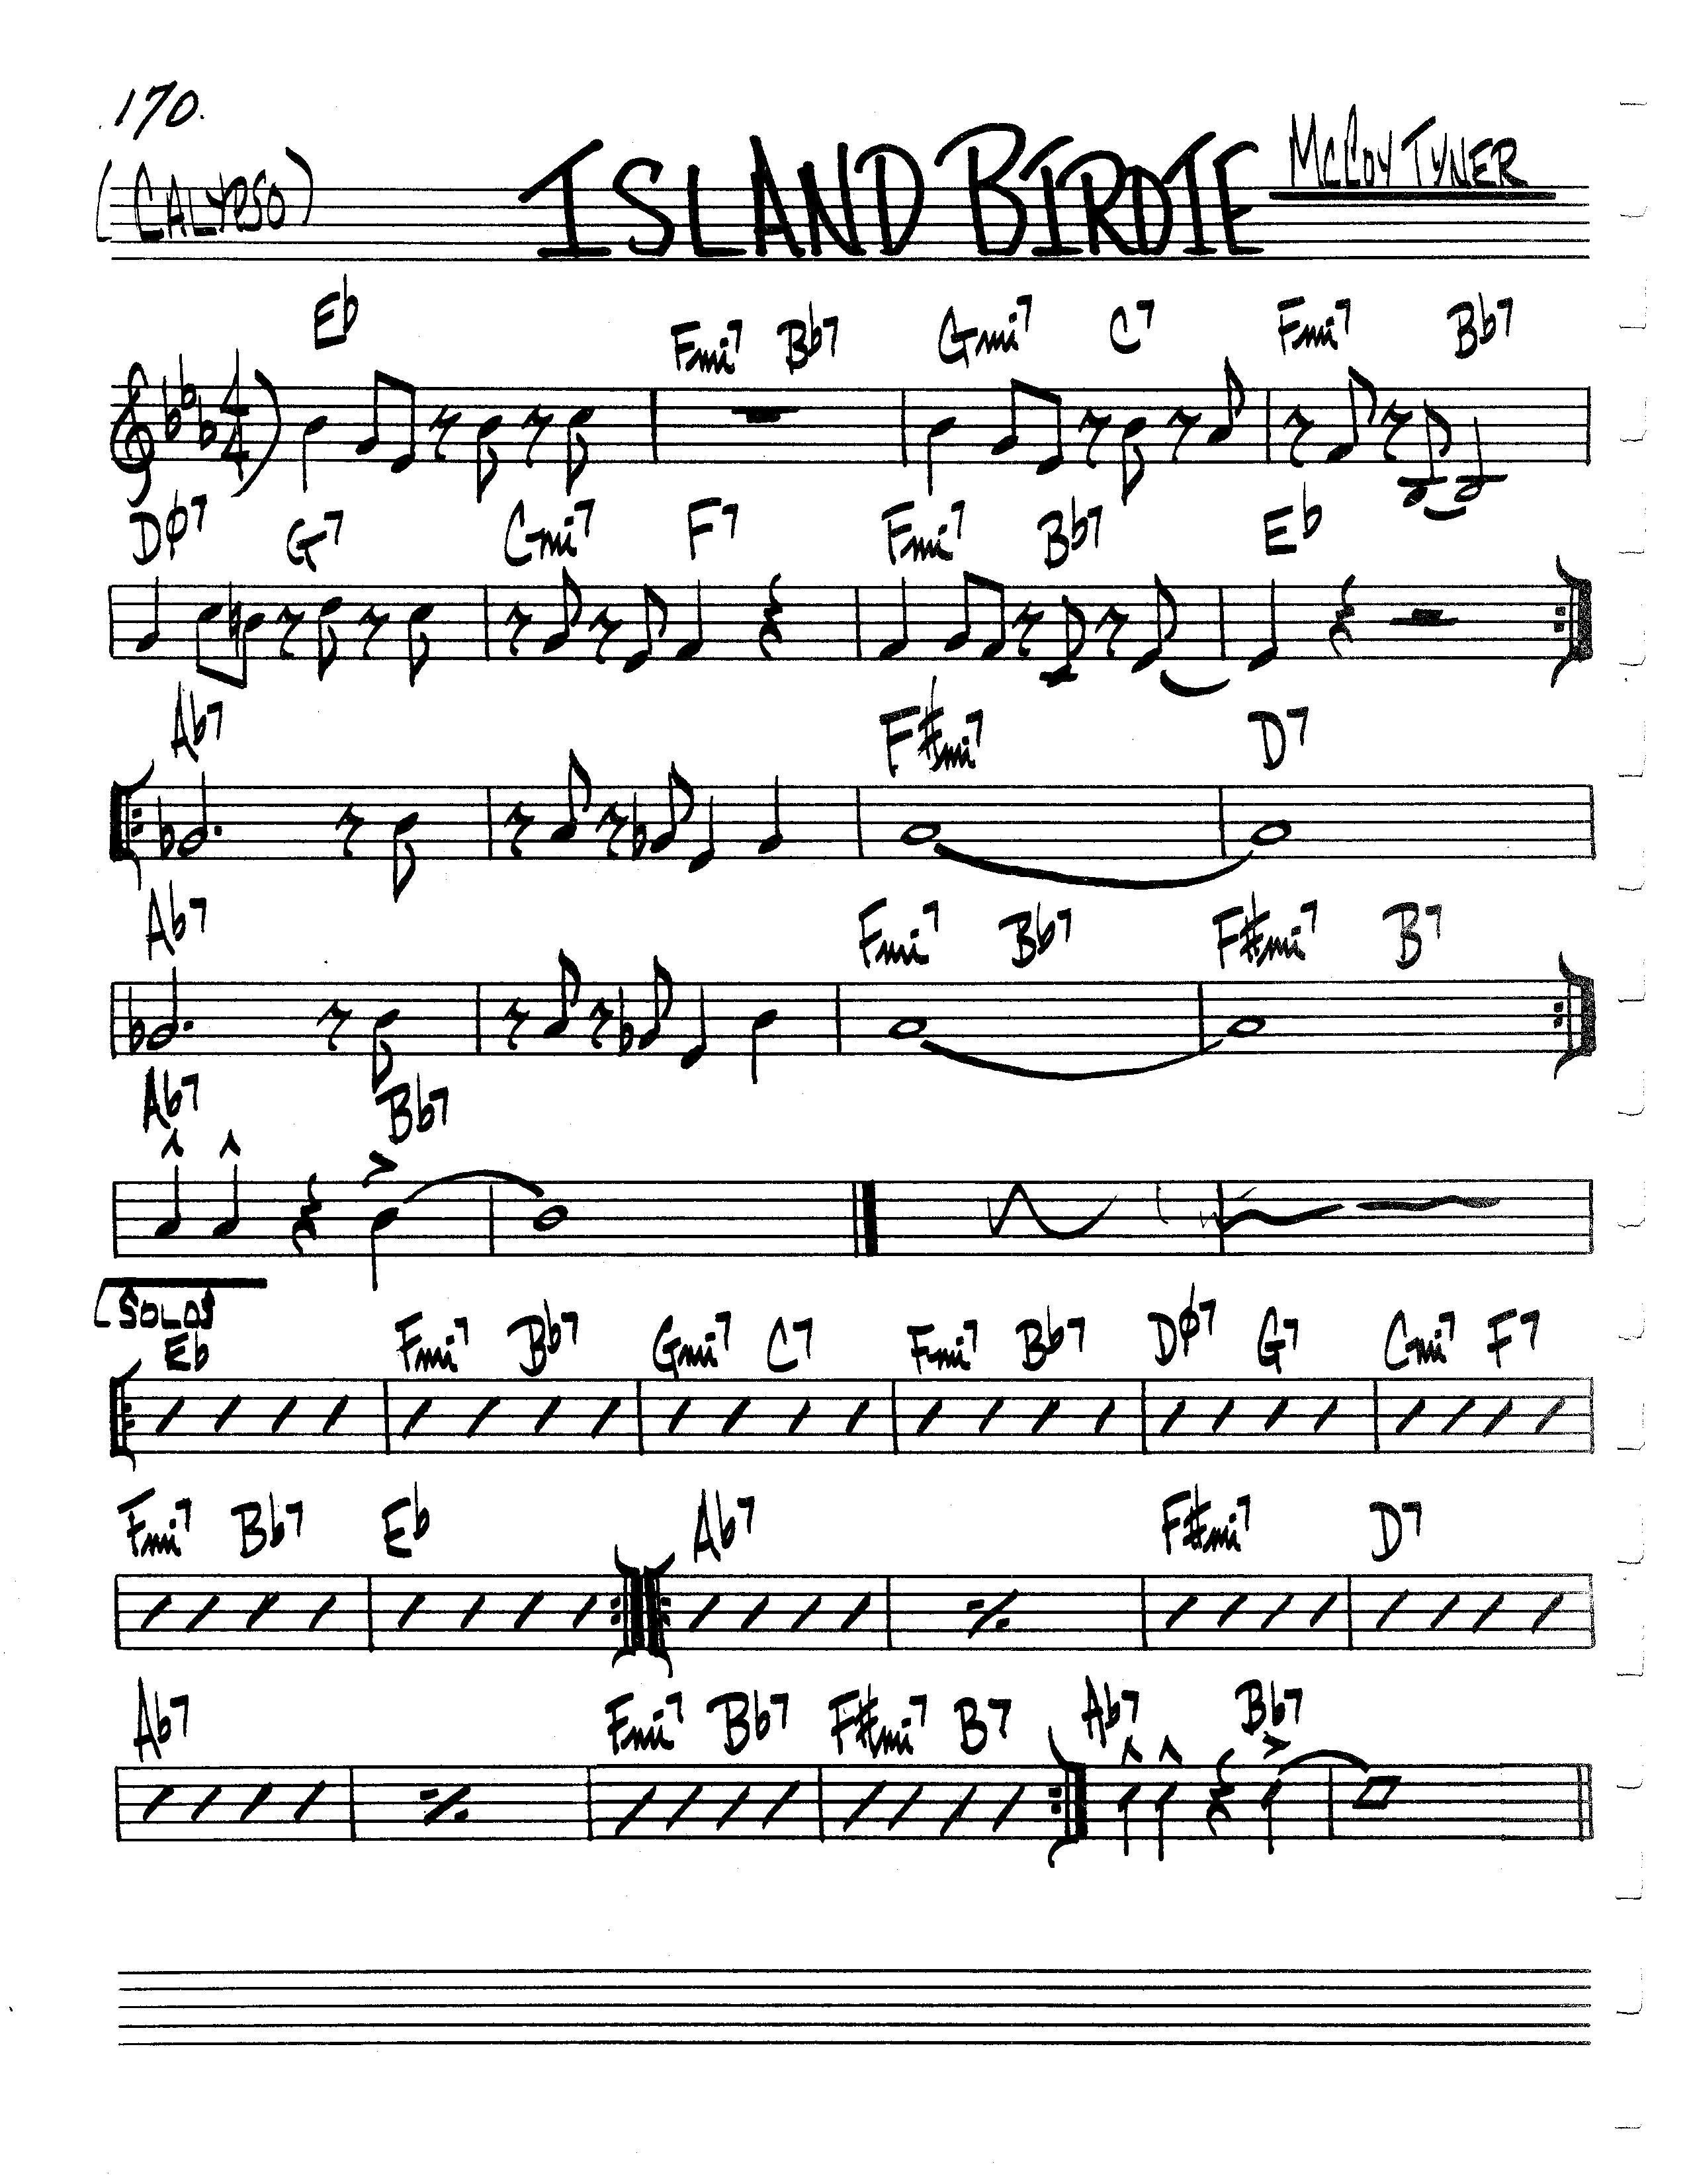 170.
(CALYPSO) ISLAND BIRDIE McCOY TYNER
Eb Fmi7 Bb7 Gmi7 C7 Fmi7 Bb7
4
4
Dø7 G7 Cmi7 F7 Fmi7 Bb7 Eb
Ab7 F#mi7 D7
Ab7 Fmi7 Bb7 F#mi7 B7
Ab7 Bb7
SOLOS
Eb Fmi7 Bb7 Gmi7 C7 Fmi7 Bb7 Dø7 G7 Cmi7 F7
Fmi7 Bb7 Eb Ab7 F#mi7 D7
Ab7 Fmi7 Bb7 F#mi7 B7 Ab7 Bb7